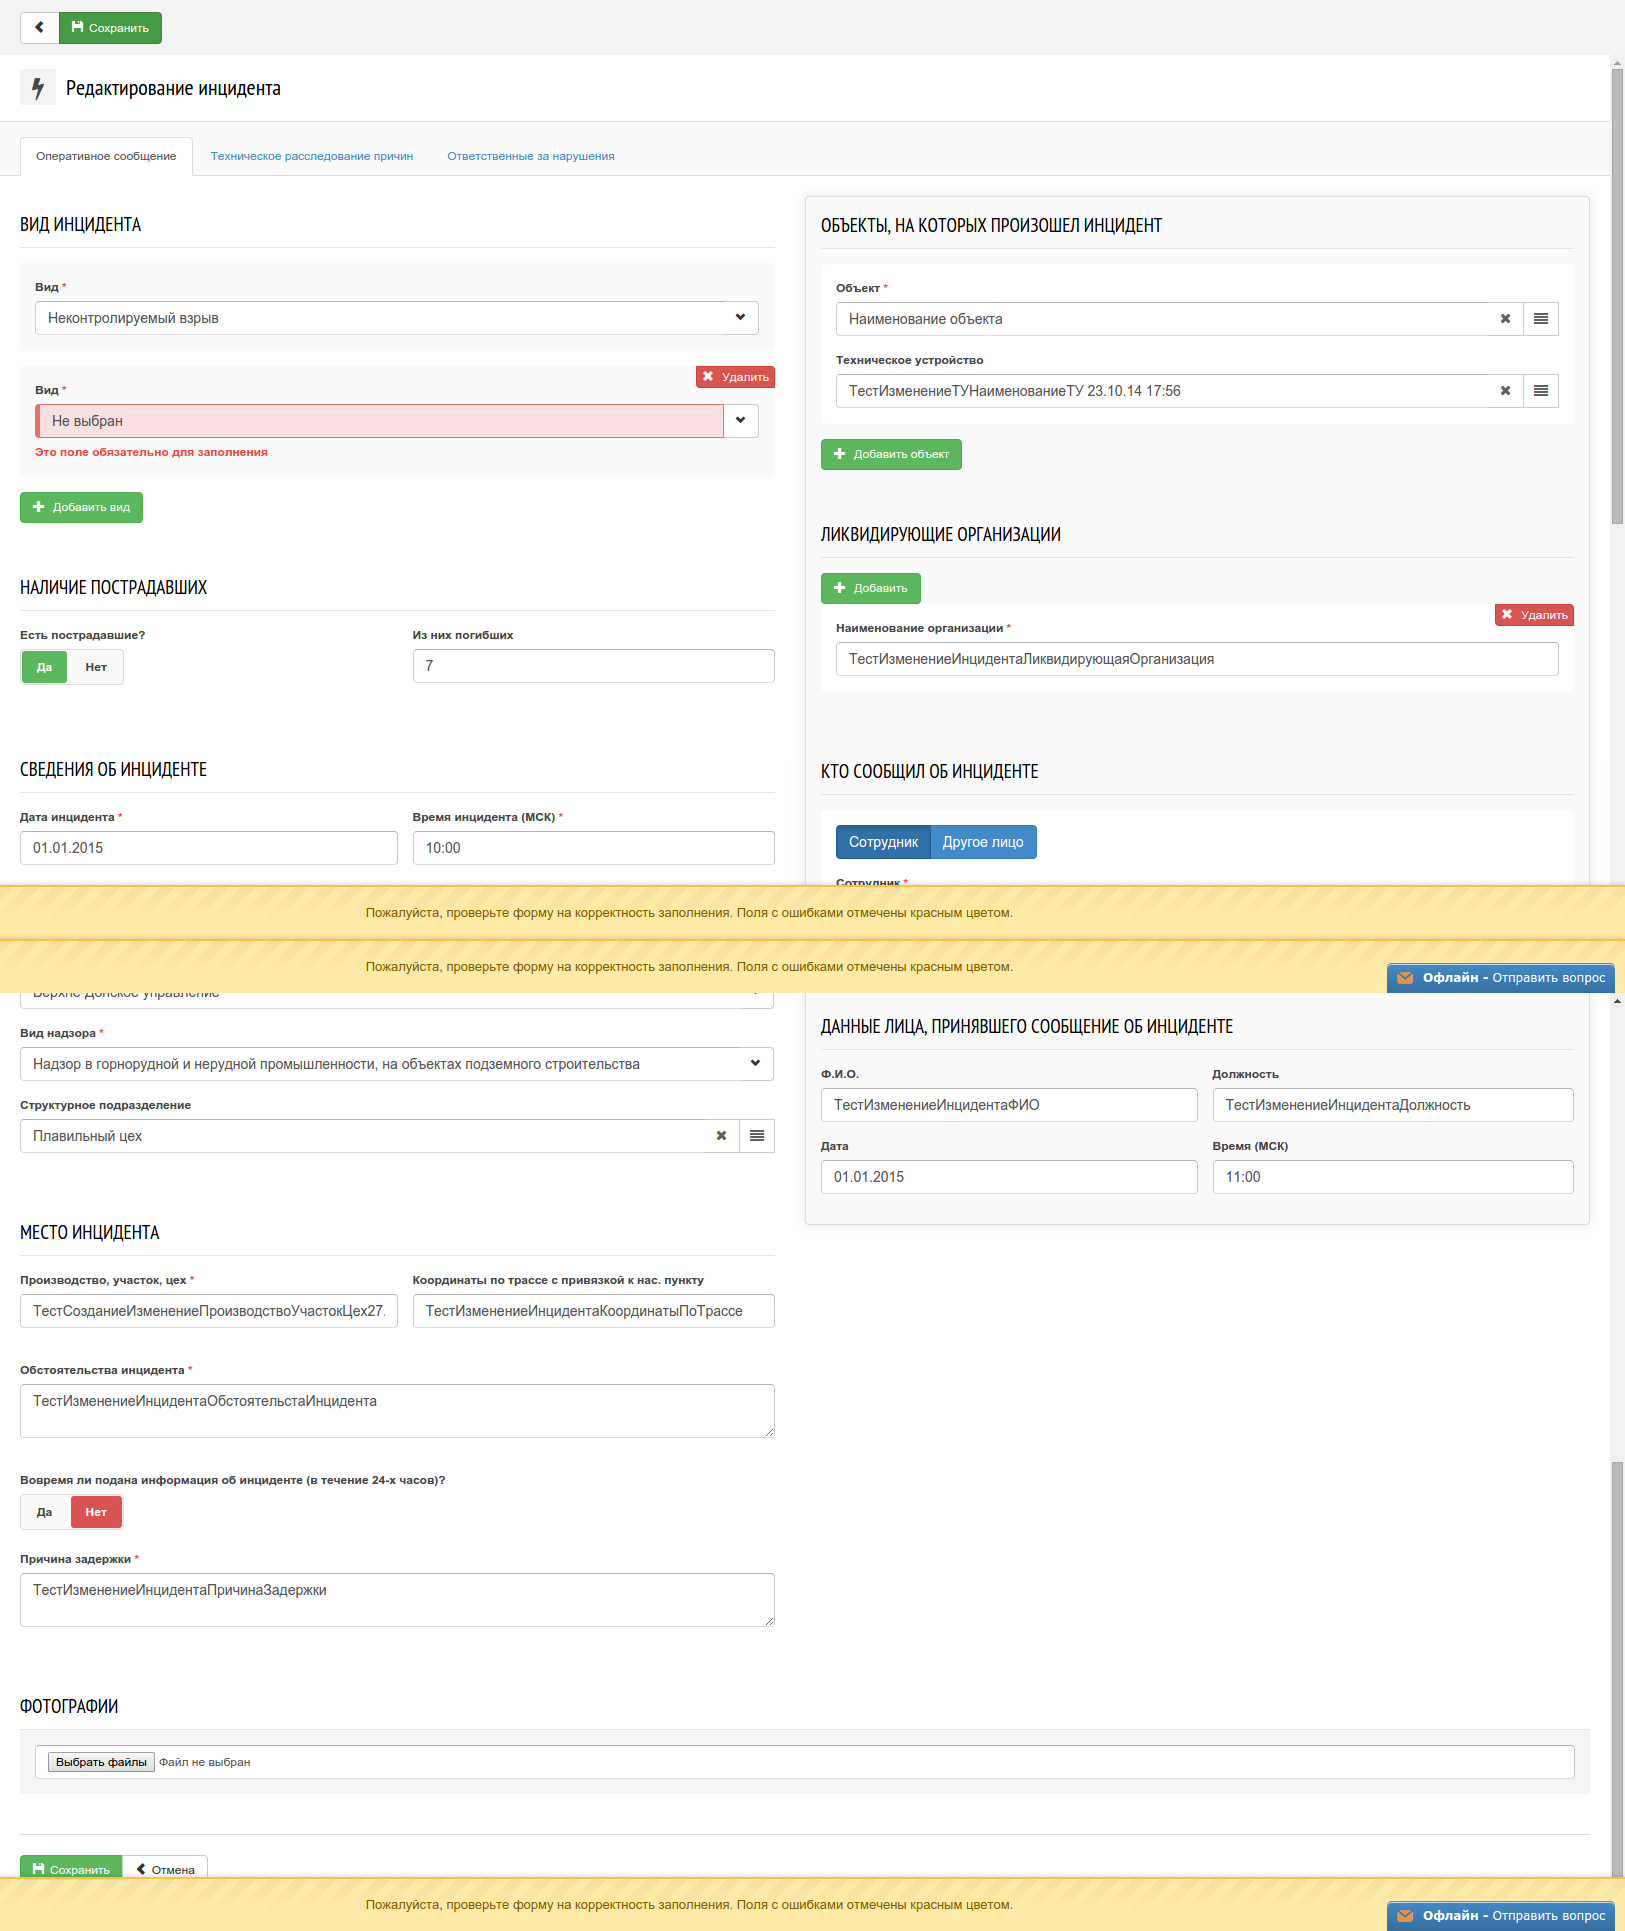 Сохранить
Редактирование инцидента
Оперативное сообщение
Техническое расследование причин
Ответственные за нарушения
ВИД ИНЦИДЕНТА
Вид *
Неконтролируемый взрыв
Удалить
Вид *
Не выбран
Это поле обязательно для заполнения
Добавить вид
НАЛИЧИЕ ПОСТРАДАВШИХ
Есть пострадавшие?
Да Нет
Из них погибших
7
СВЕДЕНИЯ ОБ ИНЦИДЕНТЕ
Дата инцидента *
01.01.2015
Время инцидента (МСК) *
10:00
ОБЪЕКТЫ, НА КОТОРЫХ ПРОИЗОШЕЛ ИНЦИДЕНТ
Объект *
Наименование объекта
Техническое устройство
ТестИзменениеТУНаименованиеТУ 23.10.14 17:56
Добавить объект
ЛИКВИДИРУЮЩИЕ ОРГАНИЗАЦИИ
Добавить
Удалить
Наименование организации *
ТестИзменениеИнцидентаЛиквидирующаяОрганизация
КТО СООБЩИЛ ОБ ИНЦИДЕНТЕ
Сотрудник Другое лицо
Сотрудник *
Пожалуйста, проверьте форму на корректность заполнения. Поля с ошибками отмечены красным цветом.
Пожалуйста, проверьте форму на корректность заполнения. Поля с ошибками отмечены красным цветом.
Офлайн - Отправить вопрос
Верхне-Донское управление
Вид надзора *
Надзор в горнорудной и нерудной промышленности, на объектах подземного строительства
Структурное подразделение
Плавильный цех
МЕСТО ИНЦИДЕНТА
Производство, участок, цех *
ТестСозданиеИзменениеПроизводствоУчастокЦех27.
Координаты по трассе с привязкой к нас. пункту
ТестИзменениеИнцидентаКоординатыПоТрассе
Обстоятельства инцидента *
ТестИзменениеИнцидентаОбстоятельстаИнцидента
Вовремя ли подана информация об инциденте (в течение 24-х часов)?
Да Нет
Причина задержки *
ТестИзменениеИнцидентаПричинаЗадержки
ДАННЫЕ ЛИЦА, ПРИНЯВШЕГО СООБЩЕНИЕ ОБ ИНЦИДЕНТЕ
Ф.И.О.
ТестИзменениеИнцидентаФИО
Должность
ТестИзменениеИнцидентаДолжность
Дата
01.01.2015
Время (МСК)
11:00
ФОТОГРАФИИ
Выбрать файлы Файл не выбран
Сохранить Отмена
Пожалуйста, проверьте форму на корректность заполнения. Поля с ошибками отмечены красным цветом.
Офлайн - Отправить вопрос